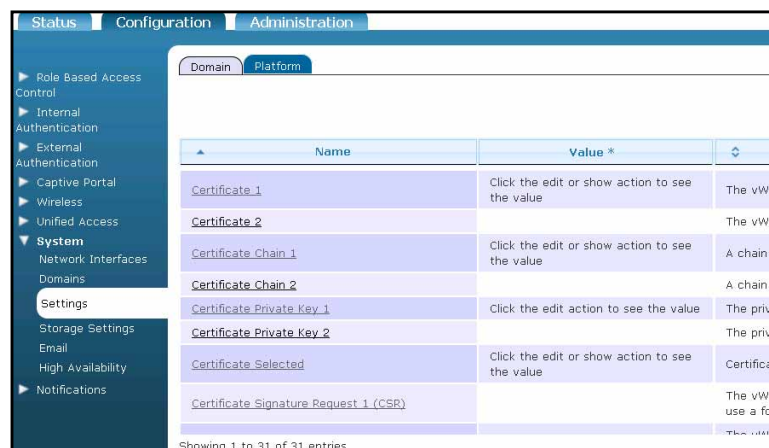 Status Configuration Administration
Role Based Access
Control
Internal
Authentication
External
Authentication
Captive Portal
Wireless
Unified Access
System
Network Interfaces
Domains
Settings
Storage Settings
Email
High Availability
Notifications
Domain Platform
Name Value *
Certificate 1 Click the edit or show action to see The vW
the value
Certificate 2 The vW
Certificate Chain 1 Click the edit or show action to see A chain
the value
Certificate Chain 2 A chain
Certificate Private Key 1 Click the edit action to see the value The priv
Certificate Private Key 2 The priv
Certificate Selected Click the edit or show action to see Certifica
the value
Certificate Signature Request 1 (CSR) The vW
use a fo
Showing 1 to 31 of 31 entries